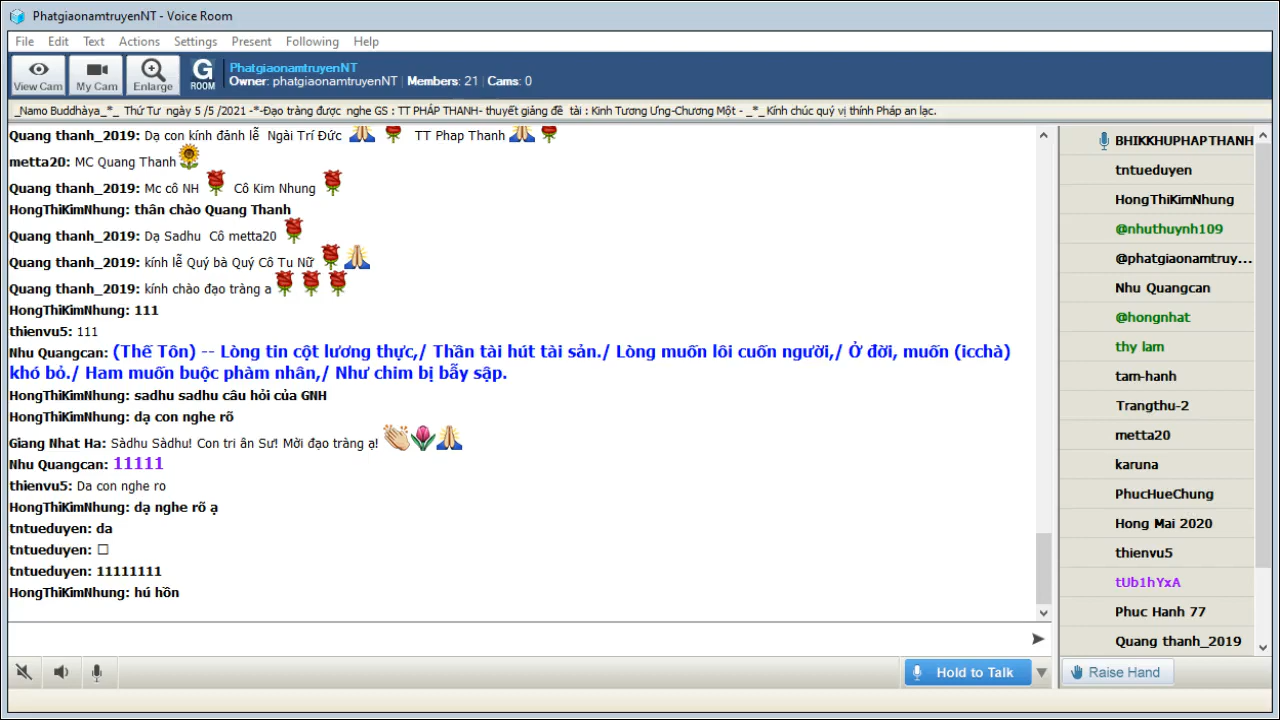 PhatgiaonamtruyenNT - Voice Room
File Edit Text Actions Settings Present Following Help
View Cam My Cam Enlarge G ROOM
PhatgiaonamtruyenNT
Owner: phatgiaonamtruyenNT Members: 21 Cams: 0
_Namo Buddhàya_*_ Thứ Tư ngày 5/5/2021 -*-Đạo tràng được nghe GS : TT PHÁP THANH- thuyết giảng đề tài : Kinh Tương Ưng-Chương Một - _*_ Kính chúc quý vị thính Pháp an lạc.
Quang thanh_2019: Dạ con kính đảnh lễ Ngài Trí Đức TT Phap Thanh
metta20: MC Quang Thanh
Quang thanh_2019: Mc cô NH Cô Kim Nhung
HongThiKimNhung: thân chào Quang Thanh
Quang thanh_2019: Dạ Sadhu Cô metta20
Quang thanh_2019: kính lễ Quý bà Quý Cô Tu Nữ
Quang thanh_2019: kính chào đạo tràng a
HongThiKimNhung: 111
thienvu5: 111
Nhu Quangcan: (Thế Tôn) -- Lòng tin cột lương thực,/ Thần tài hút tài sản./ Lòng muốn lôi cuốn người,/ Ở đời, muốn (icchà)
khó bỏ./ Ham muốn buộc phàm nhân,/ Như chim bị bẫy sập.
HongThiKimNhung: sadhu sadhu câu hỏi của GNH
HongThiKimNhung: dạ con nghe rõ
Giang Nhat Ha: Sàdhu Sàdhu! Con tri ân Sư! Mời đạo tràng ạ!
Nhu Quangcan: 11111
thienvu5: Da con nghe ro
HongThiKimNhung: dạ nghe rõ ạ
tntueduyen: da
tntueduyen: □
tntueduyen: 11111111
HongThiKimNhung: hú hồn
Hold to Talk
BHIKKHUPHAPTHANH
tntueduyen
HongThiKimNhung
@nhuthuynh109
@phatgiaonamtruy...
Nhu Quangcan
@hongnhat
thy lam
tam-hanh
Trangthu-2
metta20
karuna
PhucHueChung
Hong Mai 2020
thienvu5
tUb1hYxA
Phuc Hanh 77
Quang thanh_2019
Raise Hand